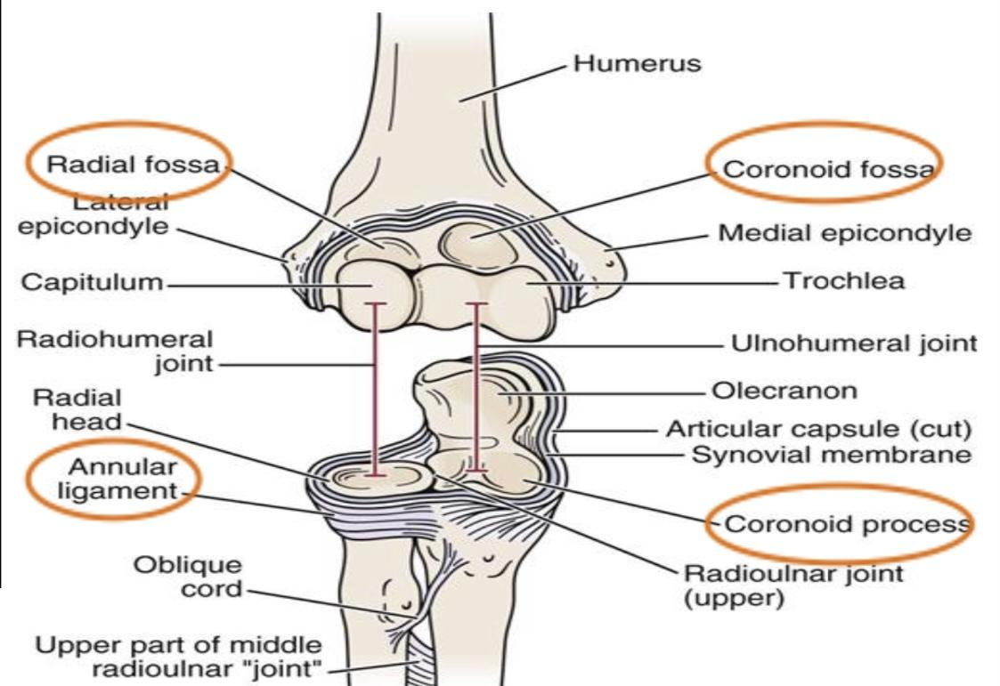 Humerus
Radial fossa
Coronoid fossa
Lateral
epicondyle
Medial epicondyle
Capitulum
Trochlea
Radiohumeral
joint
Ulnohumeral joint
Radial
head
Olecranon
Articular capsule (cut)
Synovial membrane
Annular
ligament
Coronoid process
Oblique
cord
Radioulnar joint
(upper)
Upper part of middle
radioulnar "joint"